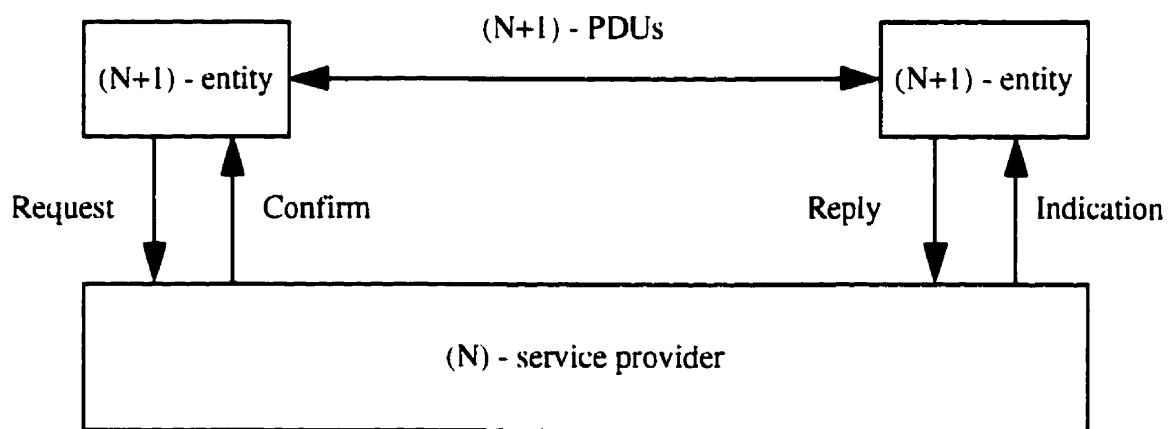 (N+1) - PDUs
(N+1) - entity
(N+1) - entity
Request
Confirm
Reply
Indication
(N) - service provider